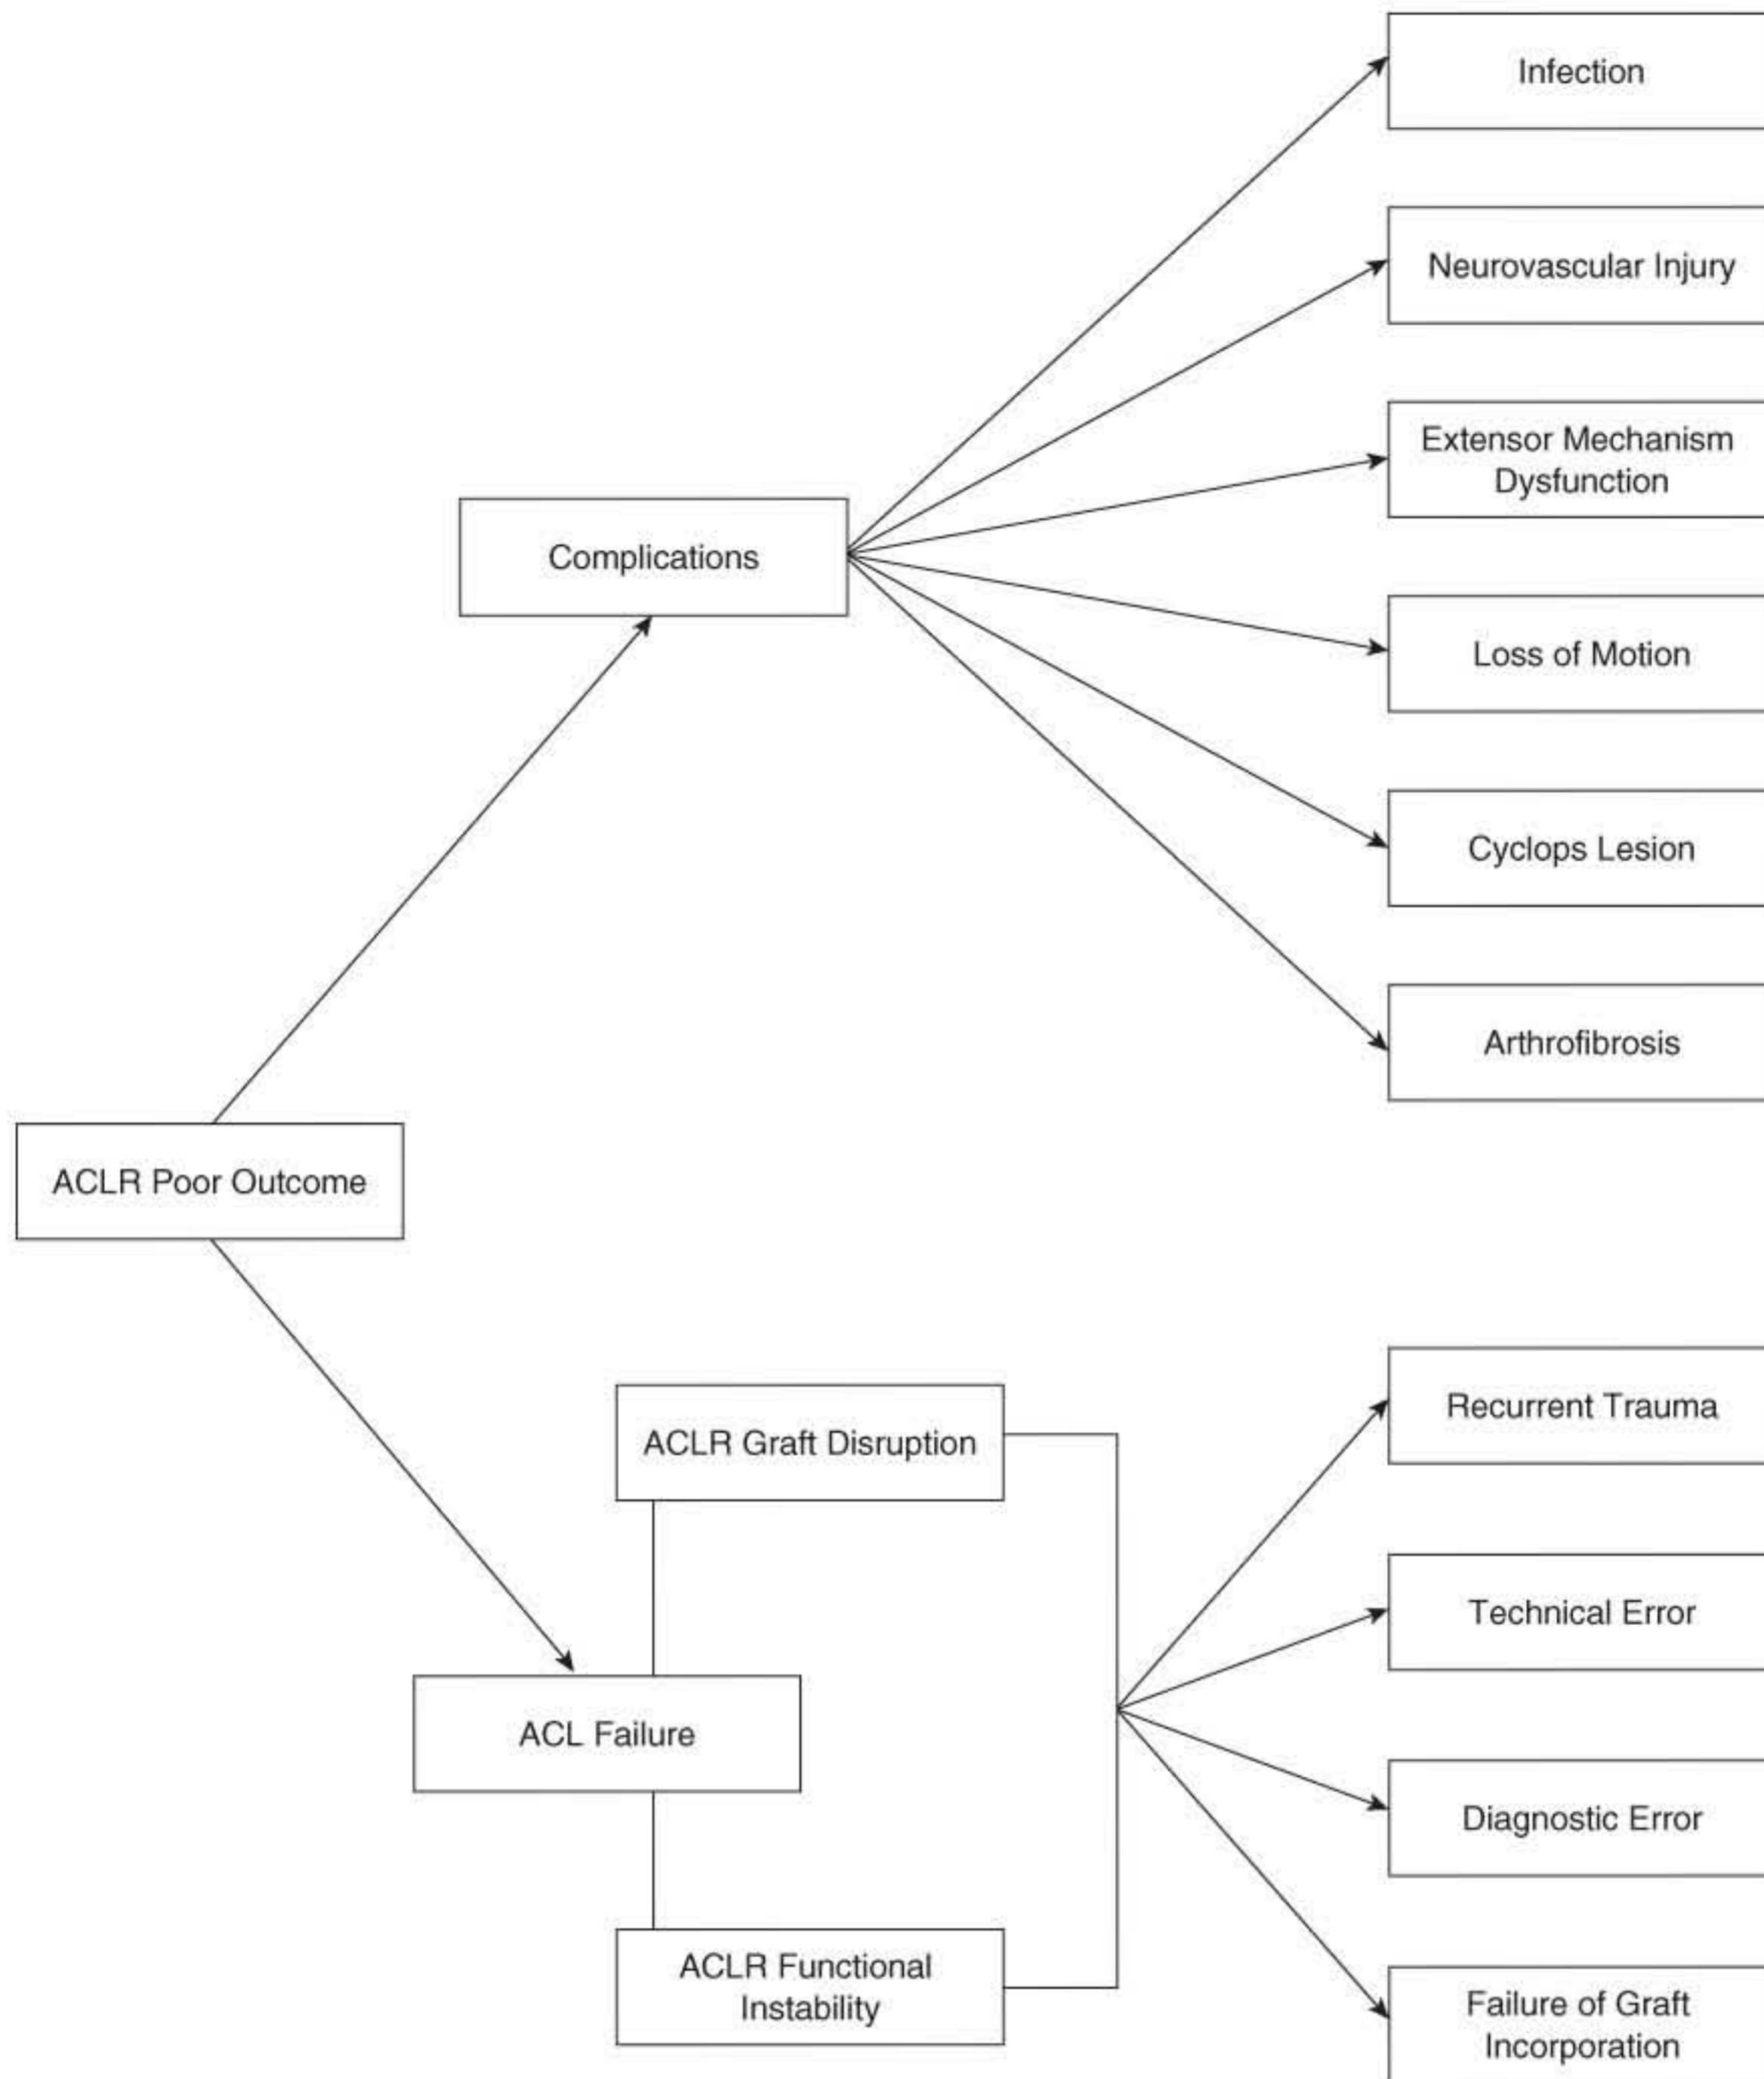 Infection
Neurovascular Injury
Extensor Mechanism
Dysfunction
Complications
Loss of Motion
Cyclops Lesion
Arthrofibrosis
ACLR Poor Outcome
Recurrent Trauma
ACLR Graft Disruption
Technical Error
ACL Failure
Diagnostic Error
ACLR Functional
Instability
Failure of Graft
Incorporation